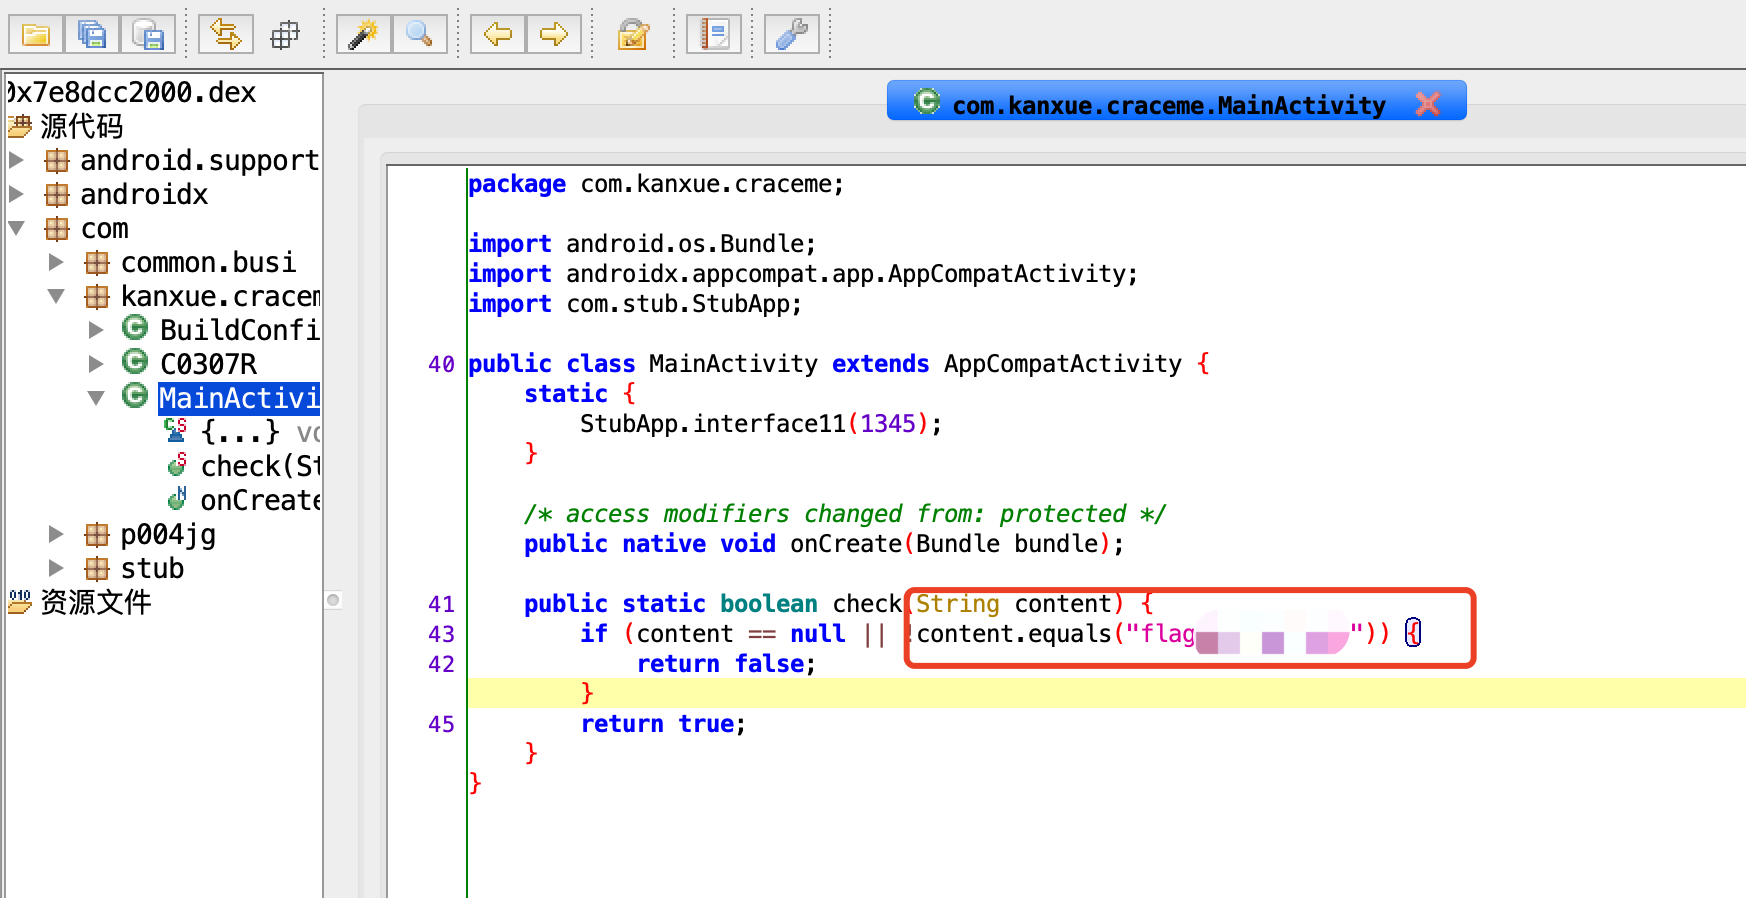 0x7e8dcc2000.dex
源代码
android.support
androidx
com
common.busi
kanxue.cracem
BuildConfi
C0307R
MainActivi
{...} vo
check(St
onCreate
p004jg
stub
资源文件
com.kanxue.craceme.MainActivity
package com.kanxue.craceme;
import android.os.Bundle;
import androidx.appcompat.app.AppCompatActivity;
import com.stub.StubApp;
40 public class MainActivity extends AppCompatActivity {
static {
StubApp.interface11(1345);
}
/* access modifiers changed from: protected */
public native void onCreate(Bundle bundle);
41 public static boolean check(String content) {
43 if (content == null || !content.equals("flag")) {
42 return false;
}
45 return true;
}
}